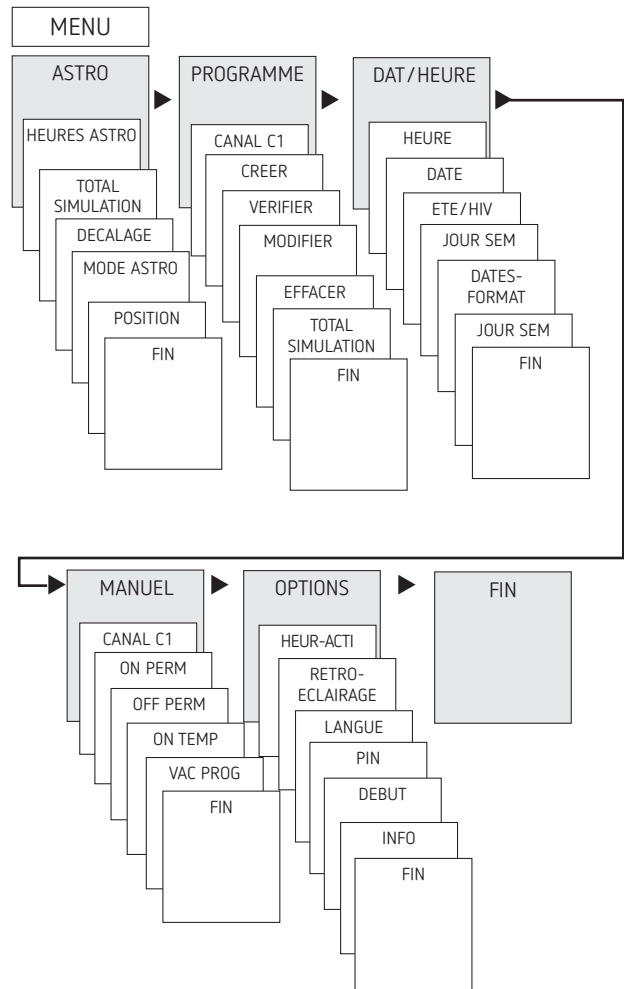 MENU
ASTRO
HEURES ASTRO
TOTAL
SIMULATION
DECALAGE
MODE ASTRO
POSITION
FIN
PROGRAMME
CANAL C1
CREER
VERIFIER
MODIFIER
EFFACER
TOTAL
SIMULATION
FIN
DAT/HEURE
HEURE
DATE
ETE/HIV
JOUR SEM
DATES-
FORMAT
JOUR SEM
FIN
MANUEL
CANAL C1
ON PERM
OFF PERM
ON TEMP
VAC PROG
FIN
OPTIONS
HEUR-ACTI
RETRO-
ECLAIRAGE
LANGUE
PIN
DEBUT
INFO
FIN
FIN